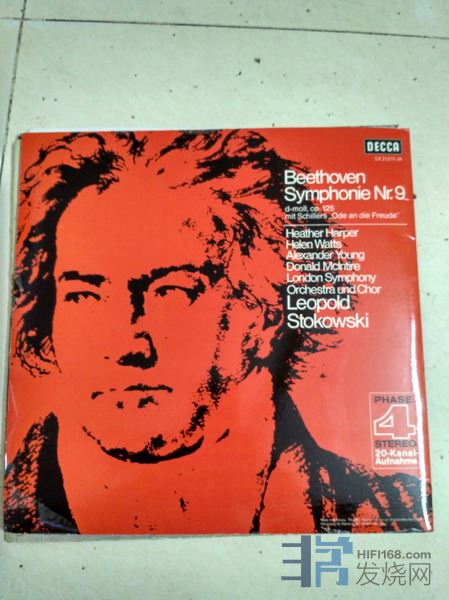 DECCA
Beethoven
Symphonie Nr.9
d-moll, op. 125
mit Schillers „Ode an die Freude"
Heather Harper
Helen Watts
Alexander Young
Donald McIntire
London Symphony
Orchestra und Chor
Leopold
Stokowski
PHASE
4
STEREO
20-Kanal-
Aufnahme
HIFI168.com
发烧网